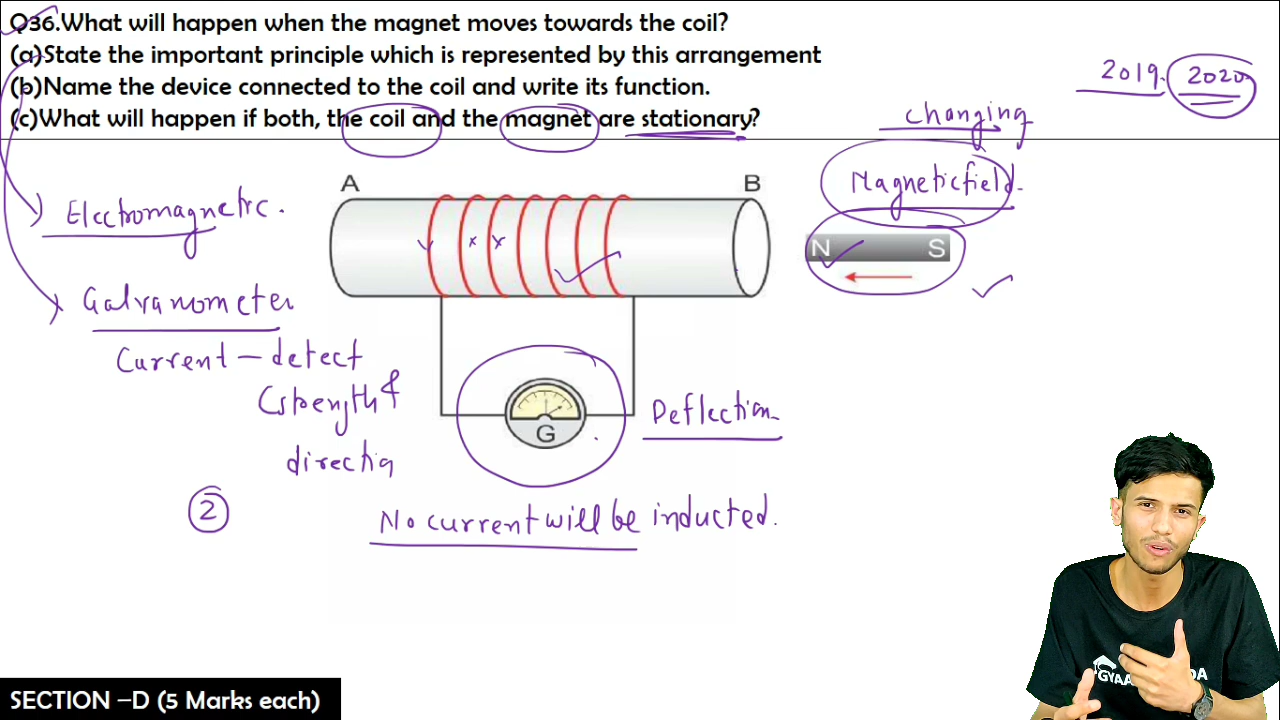 Q36.What will happen when the magnet moves towards the coil?
(a)State the important principle which is represented by this arrangement
(b)Name the device connected to the coil and write its function.
(c)What will happen if both, the coil and the magnet are stationary?
2019. 2020
changing
Magnetic field.
A
B
N S
Electromagnetic.
Galvanometer
Current – detect
(strength &
direction
G
Deflection
2
No current will be inducted.
SECTION –D (5 Marks each)